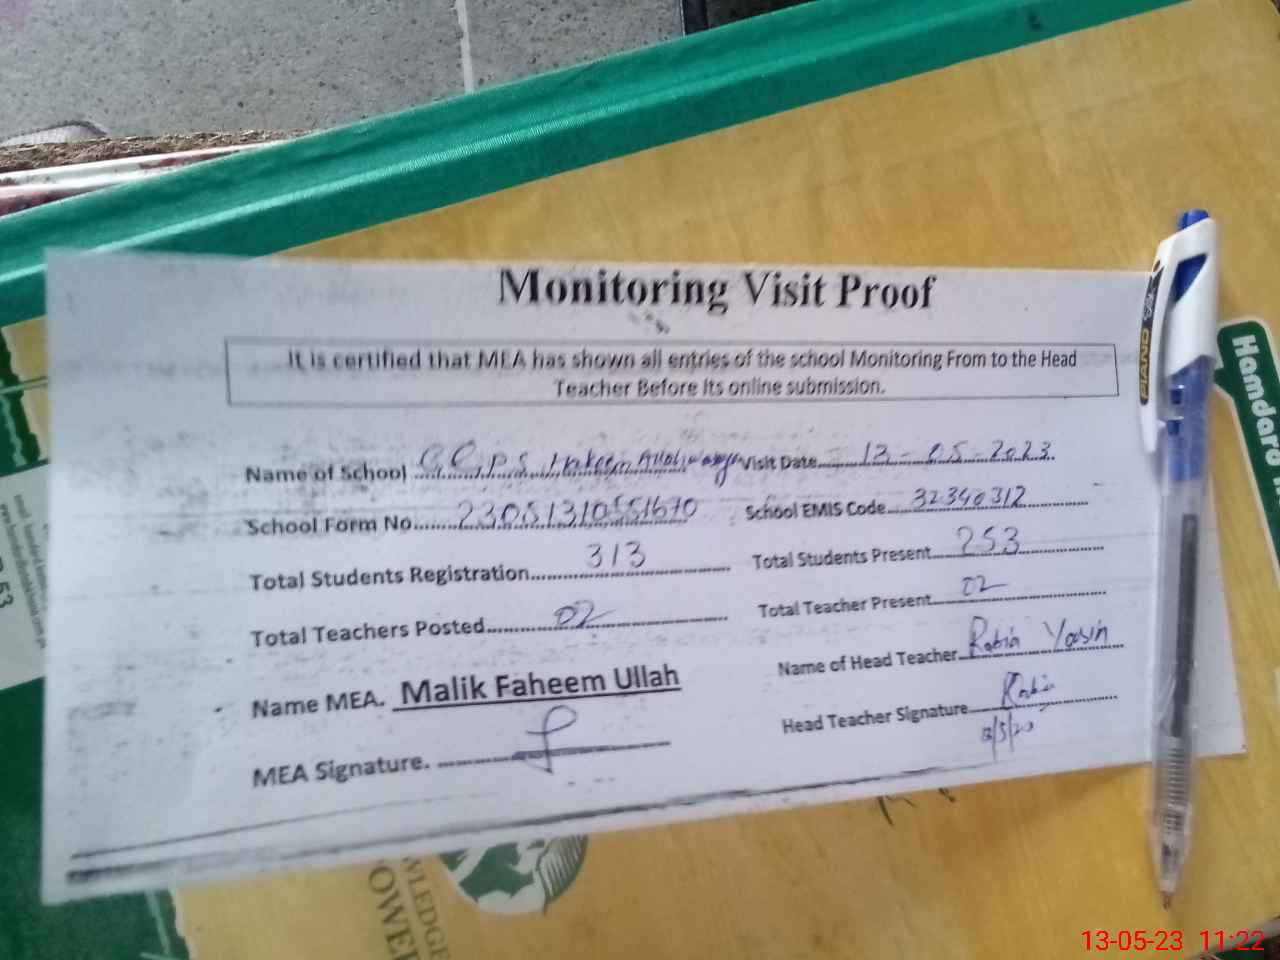 Monitoring Visit Proof
It is certified that MEA has shown all entries of the school Monitoring From to the Head
Teacher Before Its online submission.
Name of School
Visit Date 13-05-2023
School Form No 23051310551670
School EMIS Code 32340312
Total Students Registration 313
Total Students Present 253
Total Teachers Posted 02
Total Teacher Present 02
Name MEA. Malik Faheem Ullah
Name of Head Teacher Rabia Yasin
MEA Signature.
Head Teacher Signature Rabia
PIANO
Hamdard
WLEDGE
OWER
13-05-23 11:22